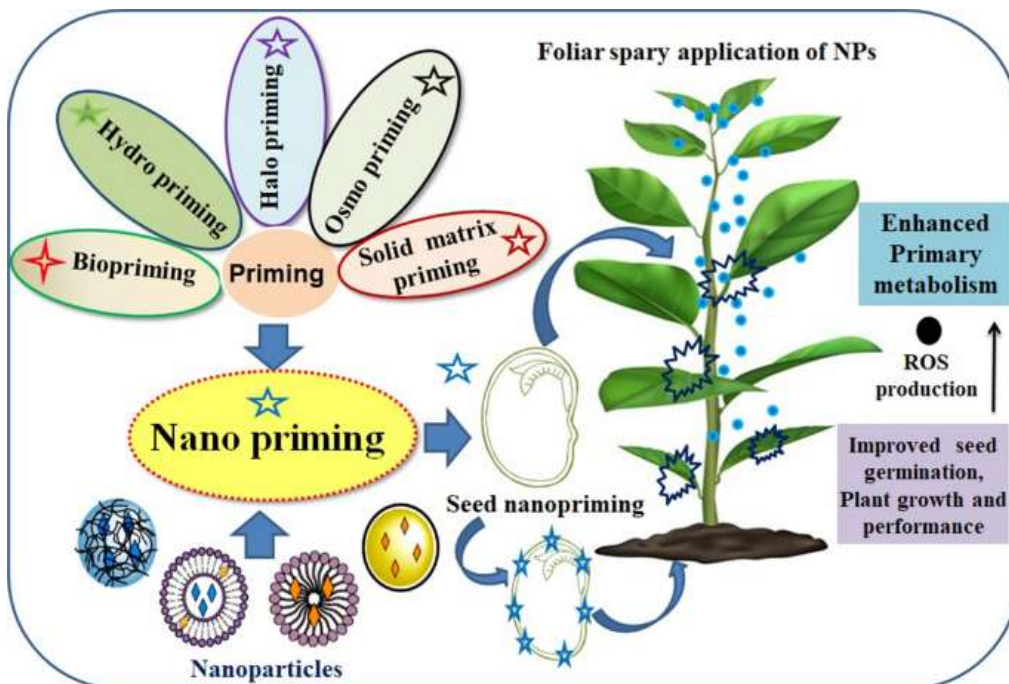 Foliar spary application of NPs
Biopriming
Hydro priming
Halo priming
Osmo priming
Solid matrix
priming
Priming
Nano priming
Nanoparticles
Seed nanopriming
Enhanced
Primary
metabolism
ROS
production
Improved seed
germination,
Plant growth and
performance